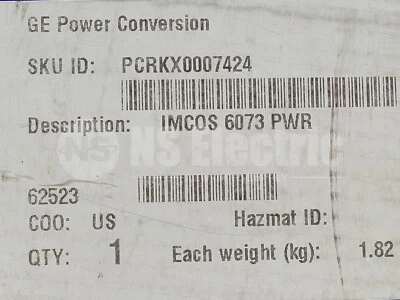 GE Power Conversion
SKU ID: PCRKX0007424
Description: IMCOS 6073 PWR
NS NS Electric
62523
COO: US Hazmat ID:
QTY: 1 Each weight (kg): 1.82